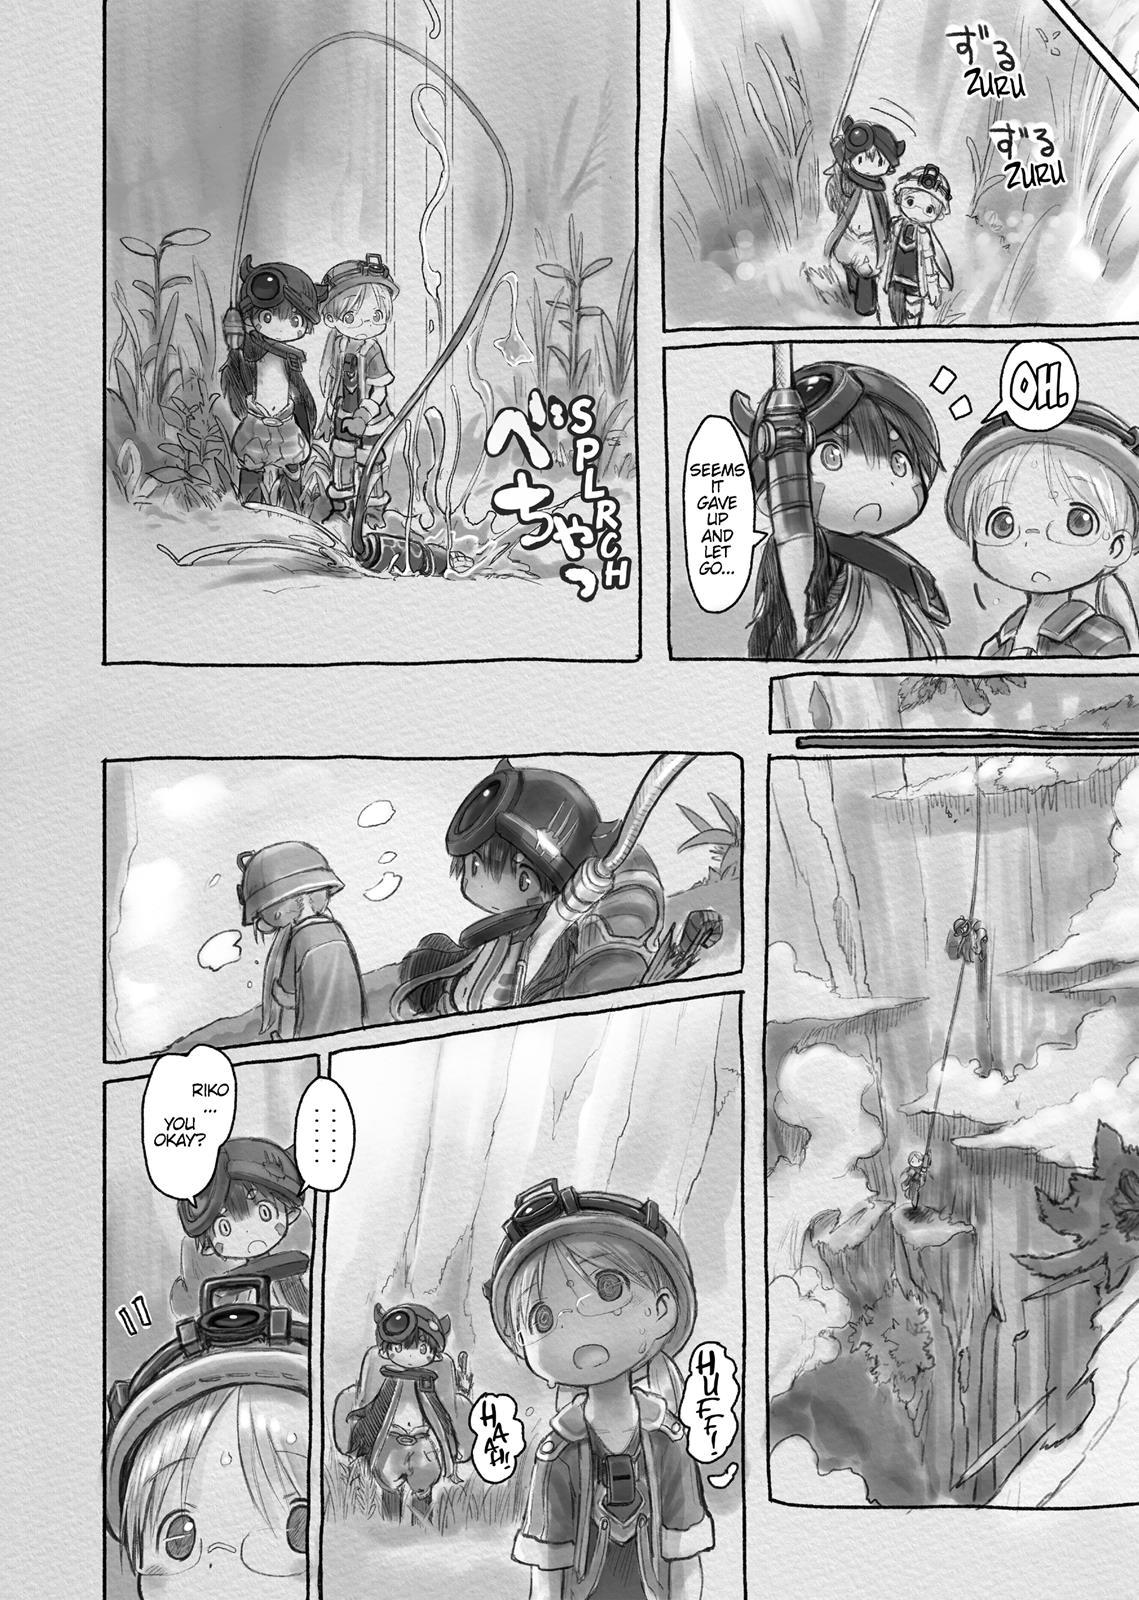 ずる
ZURU
ずる
ZURU
OH.
SEEMS
IT
GAVE
UP
AND
LET
GO...
べちゃっ
SPLRCH
HUFF!
HAAH!
......
RIKO
...
YOU
OKAY?